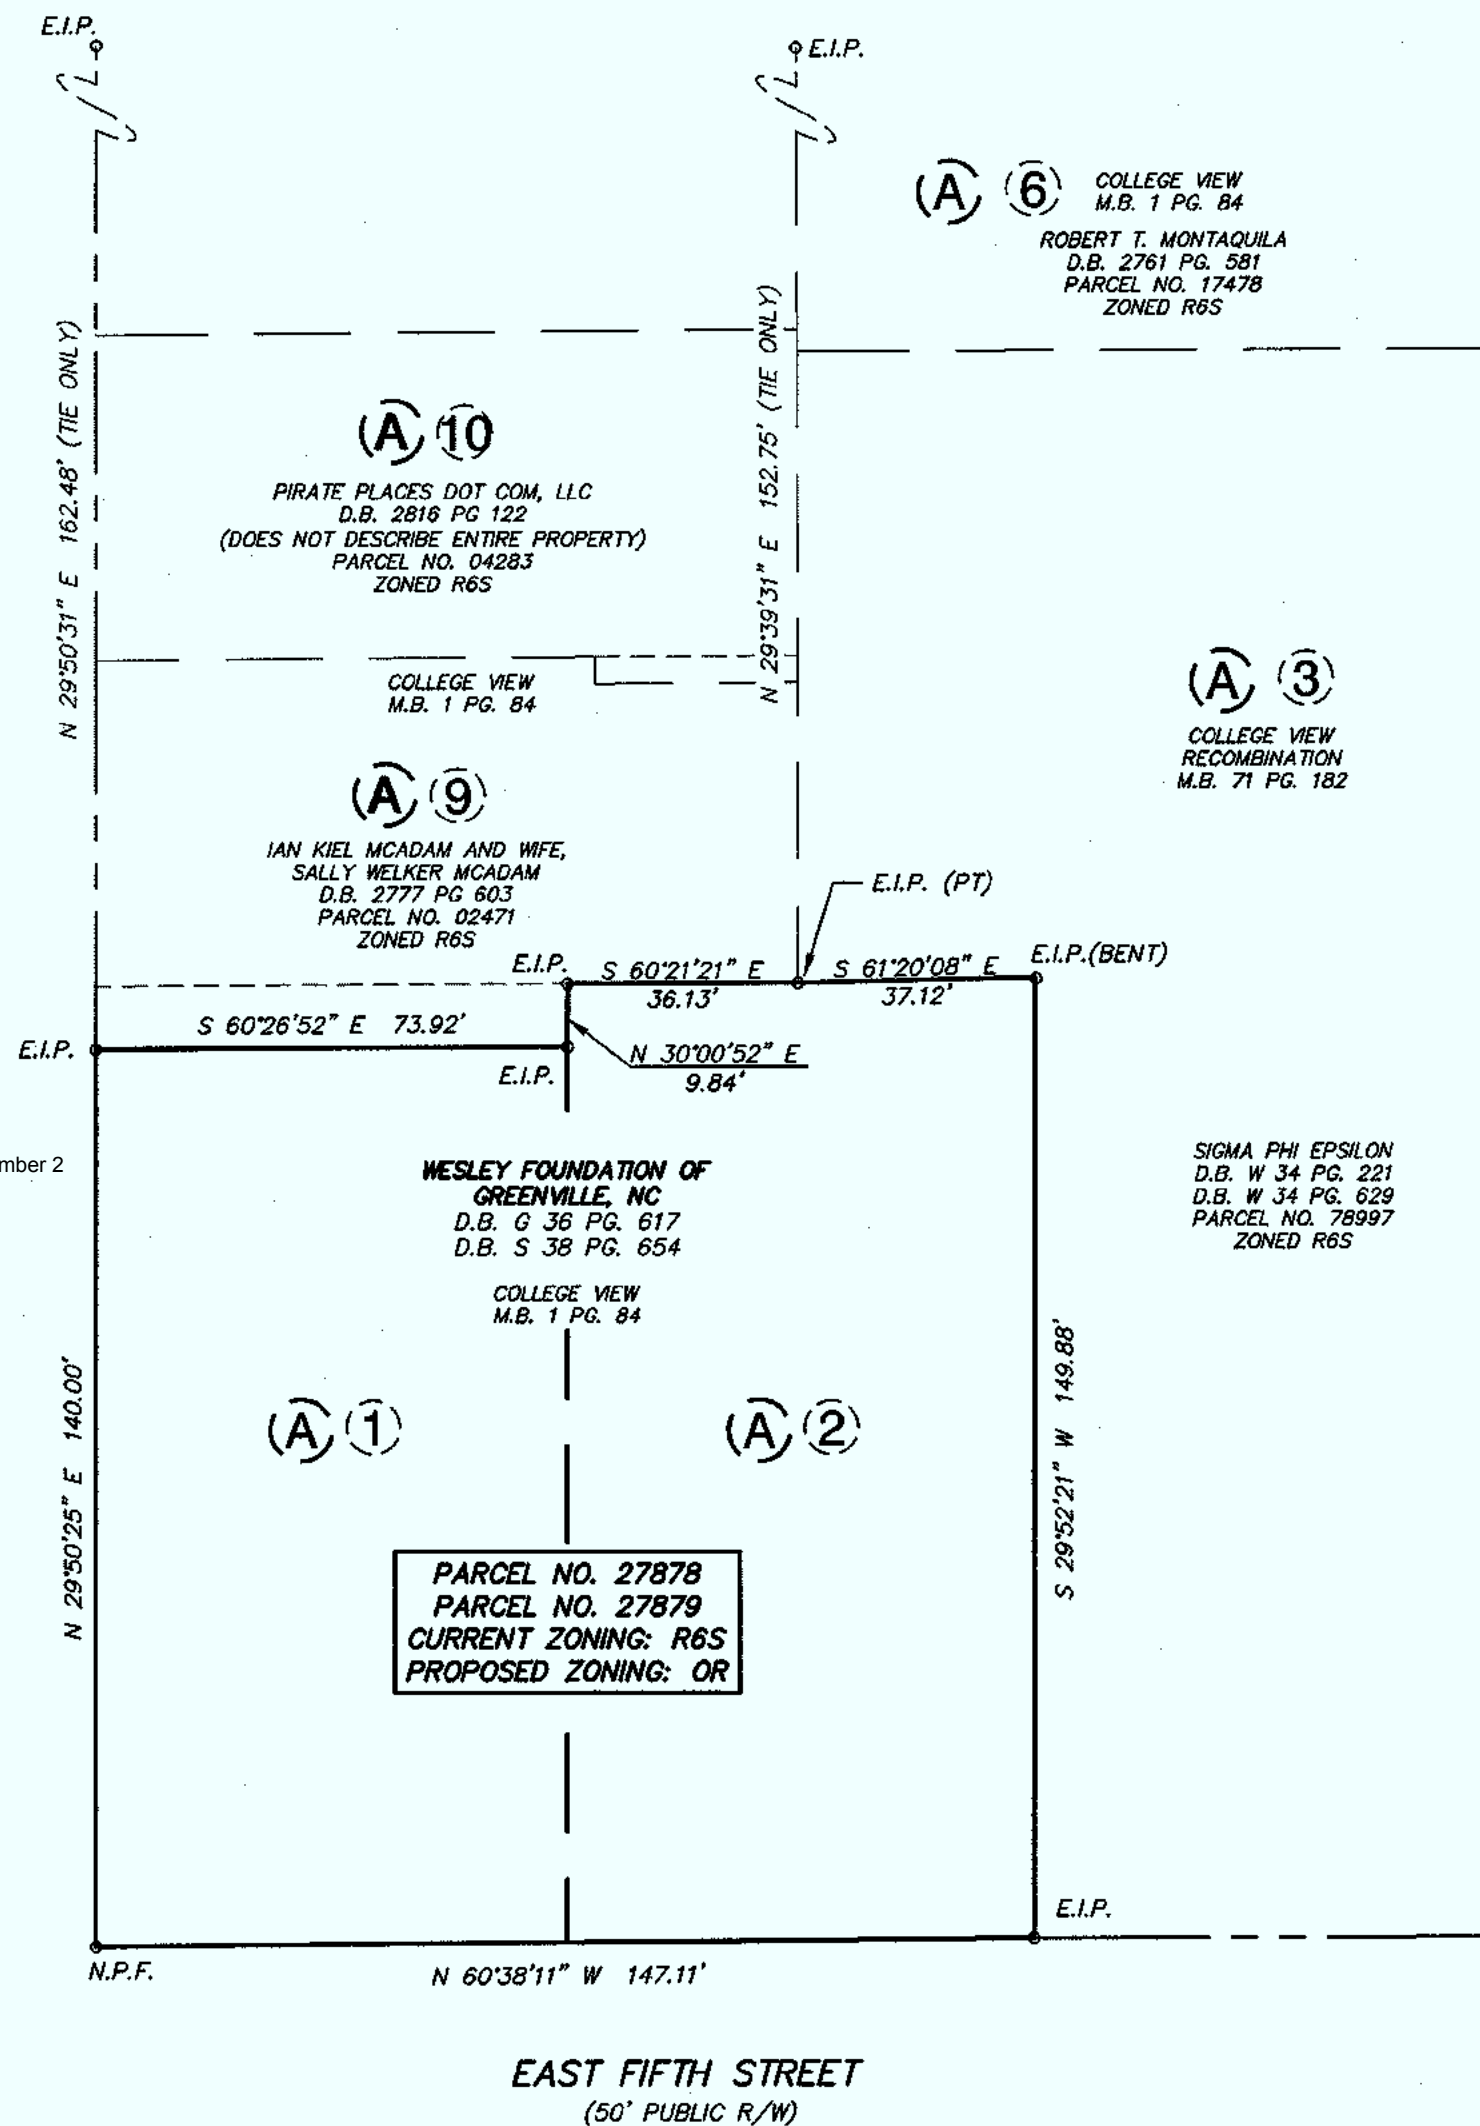 E.I.P.
E.I.P.
A 6
COLLEGE VIEW
M.B. 1 PG. 84
ROBERT T. MONTAQUILA
D.B. 2761 PG. 581
PARCEL NO. 17478
ZONED R6S
N 29°50'31" E 162.48' (TIE ONLY)
N 29°39'31" E 152.75' (TIE ONLY)
A 10
PIRATE PLACES DOT COM, LLC
D.B. 2816 PG 122
(DOES NOT DESCRIBE ENTIRE PROPERTY)
PARCEL NO. 04283
ZONED R6S
COLLEGE VIEW
M.B. 1 PG. 84
A 3
COLLEGE VIEW
RECOMBINATION
M.B. 71 PG. 182
A 9
IAN KIEL MCADAM AND WIFE,
SALLY WELKER MCADAM
D.B. 2777 PG 603
PARCEL NO. 02471
ZONED R6S
E.I.P. (PT)
E.I.P.
S 60°21'21" E
36.13'
S 61°20'08" E
37.12'
E.I.P.(BENT)
S 60°26'52" E 73.92'
E.I.P.
E.I.P.
N 30°00'52" E
9.84'
mber 2
WESLEY FOUNDATION OF
GREENVILLE, NC
D.B. G 36 PG. 617
D.B. S 38 PG. 654
COLLEGE VIEW
M.B. 1 PG. 84
SIGMA PHI EPSILON
D.B. W 34 PG. 221
D.B. W 34 PG. 629
PARCEL NO. 78997
ZONED R6S
N 29°50'25" E 140.00'
A 1
A 2
S 29°52'21" W 149.88'
PARCEL NO. 27878
PARCEL NO. 27879
CURRENT ZONING: R6S
PROPOSED ZONING: OR
E.I.P.
N.P.F.
N 60°38'11" W 147.11'
EAST FIFTH STREET
(50' PUBLIC R/W)